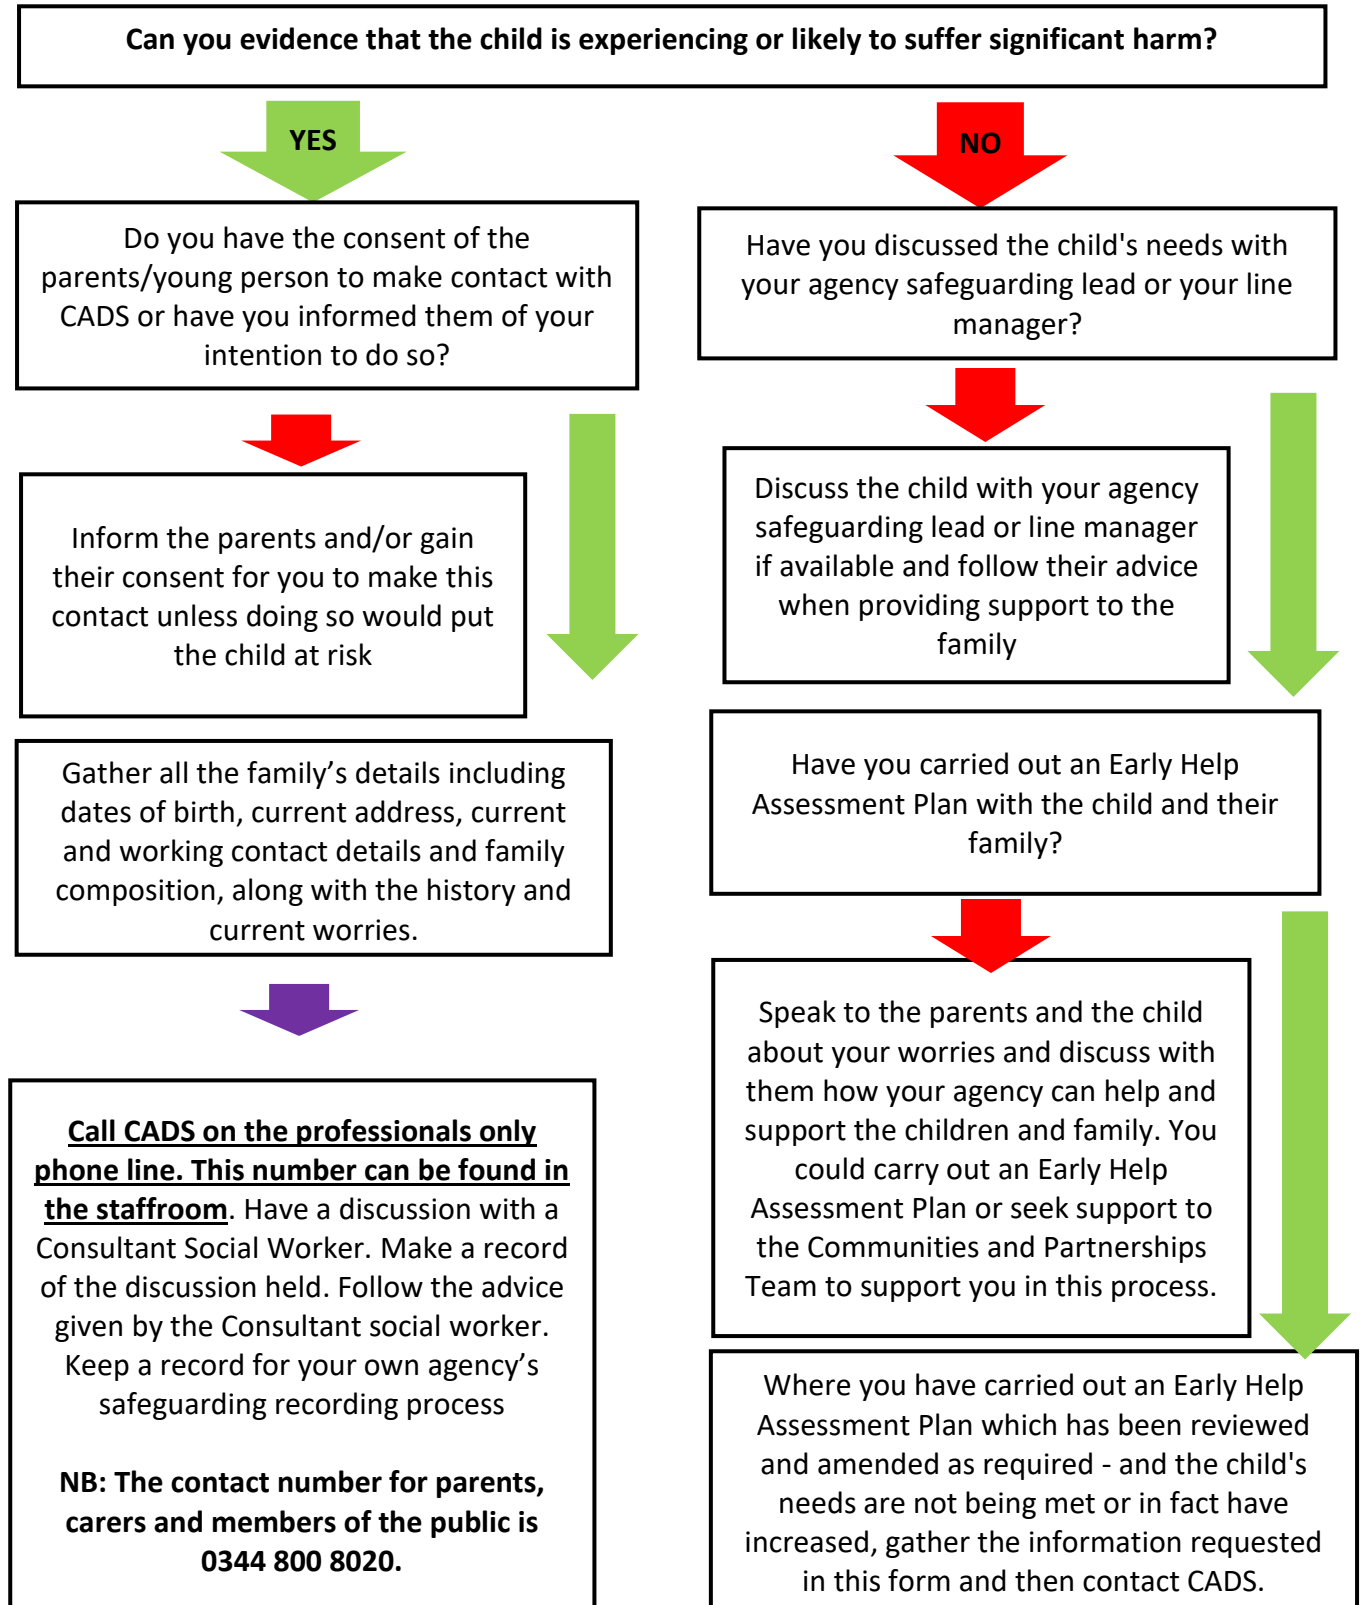 Can you evidence that the child is experiencing or likely to suffer significant harm?
YES
NO
Do you have the consent of the
parents/young person to make contact with
CADS or have you informed them of your
intention to do so?
Have you discussed the child's needs with
your agency safeguarding lead or your line
manager?
Inform the parents and/or gain
their consent for you to make this
contact unless doing so would put
the child at risk
Discuss the child with your agency
safeguarding lead or line manager
if available and follow their advice
when providing support to the
family
Gather all the family’s details including
dates of birth, current address, current
and working contact details and family
composition, along with the history and
current worries.
Have you carried out an Early Help
Assessment Plan with the child and their
family?
Call CADS on the professionals only
phone line. This number can be found in
the staffroom. Have a discussion with a
Consultant Social Worker. Make a record
of the discussion held. Follow the advice
given by the Consultant social worker.
Keep a record for your own agency’s
safeguarding recording process
NB: The contact number for parents,
carers and members of the public is
0344 800 8020.
Speak to the parents and the child
about your worries and discuss with
them how your agency can help and
support the children and family. You
could carry out an Early Help
Assessment Plan or seek support to
the Communities and Partnerships
Team to support you in this process.
Where you have carried out an Early Help
Assessment Plan which has been reviewed
and amended as required - and the child's
needs are not being met or in fact have
increased, gather the information requested
in this form and then contact CADS.